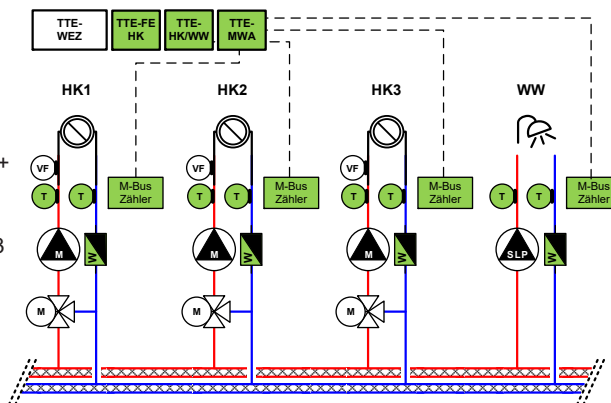 TTE-WEZ
TTE-FE HK
TTE-HK/WW
TTE-MWA
HK1
HK2
HK3
WW
+
VF
VF
VF
T
T
M-Bus Zähler
T
T
M-Bus Zähler
T
T
M-Bus Zähler
T
T
M-Bus Zähler
3
M
W
M
W
M
W
SLP
W
M
M
M